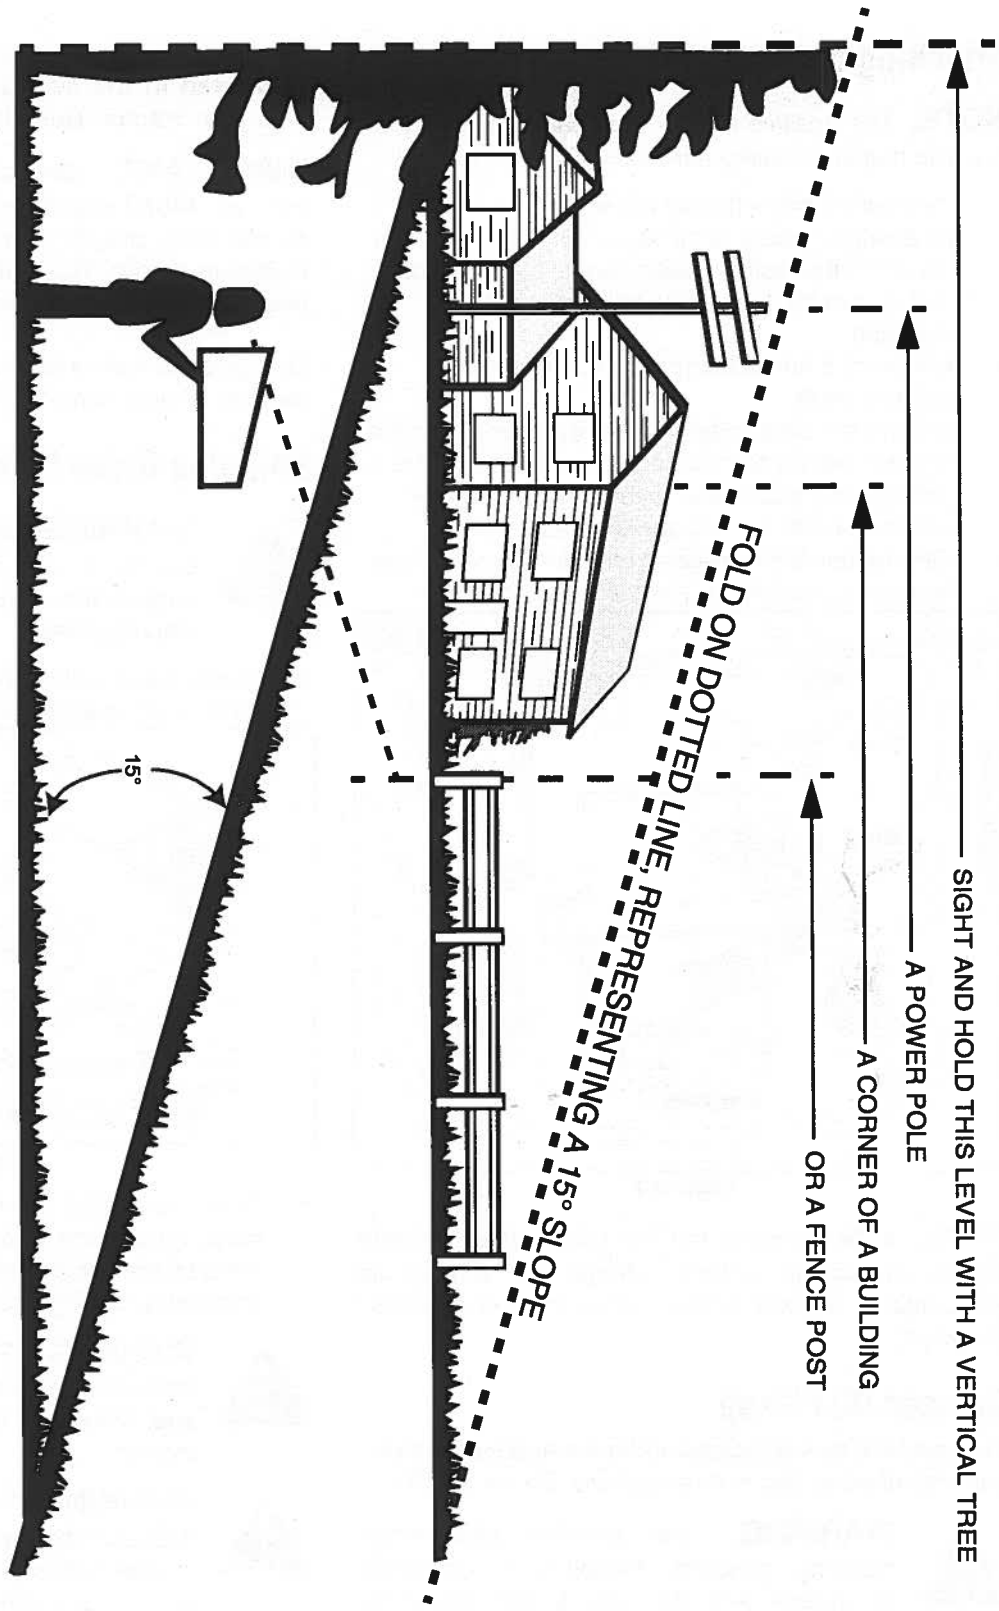 SIGHT AND HOLD THIS LEVEL WITH A VERTICAL TREE
A POWER POLE
A CORNER OF A BUILDING
OR A FENCE POST
FOLD ON DOTTED LINE, REPRESENTING A 15° SLOPE
15°